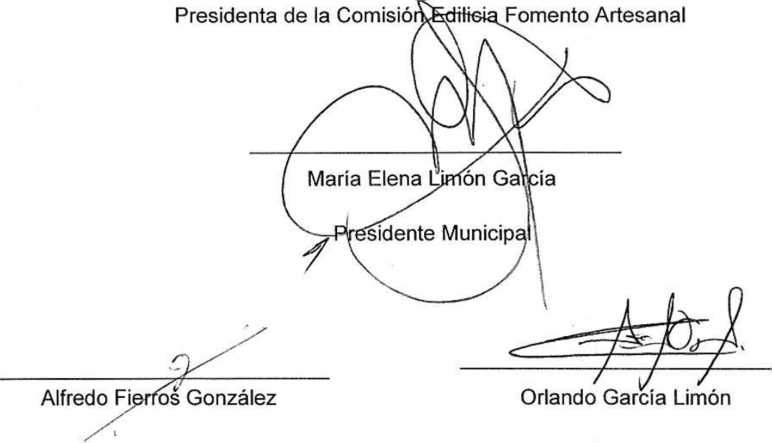 Presidenta de la Comisión Edilicia Fomento Artesanal
María Elena Limón García
Presidente Municipal
Alfredo Fierros González
Orlando García Limón